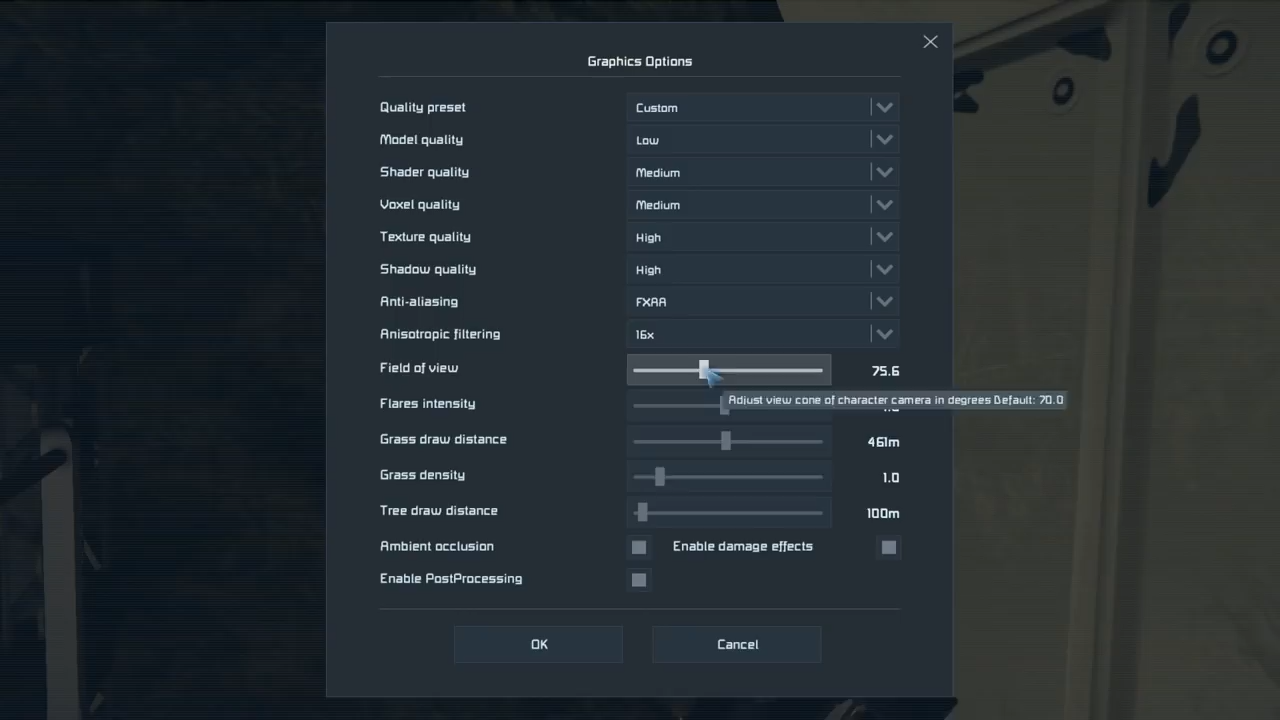 Graphics Options
Quality preset Custom
Model quality Low
Shader quality Medium
Voxel quality Medium
Texture quality High
Shadow quality High
Anti-aliasing FXAA
Anisotropic filtering 16x
Field of view 75.6
Adjust view cone of character camera in degrees Default: 70.0
Flares intensity
Grass draw distance 461m
Grass density 1.0
Tree draw distance 100m
Ambient occlusion Enable damage effects
Enable PostProcessing
OK Cancel